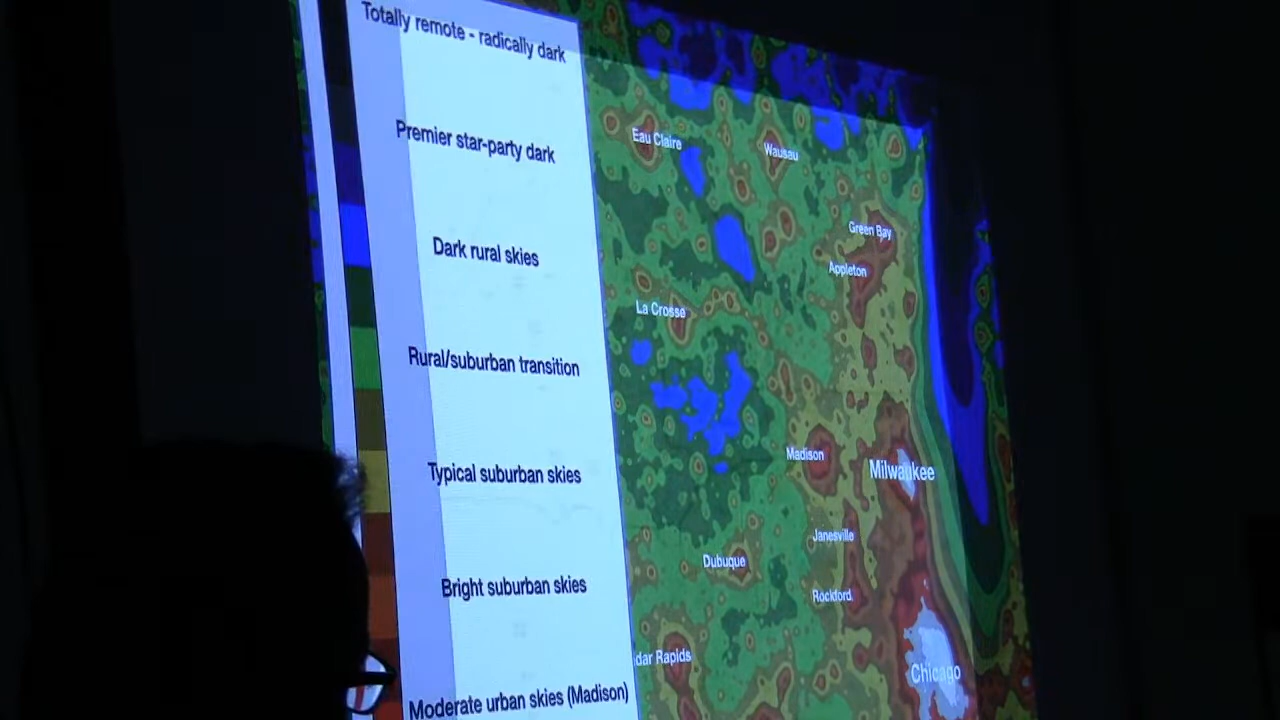 Totally remote - radically dark
Premier star-party dark
Dark rural skies
Rural/suburban transition
Typical suburban skies
Bright suburban skies
Moderate urban skies (Madison)
Eau Claire
Wausau
Green Bay
Appleton
La Crosse
Madison
Milwaukee
Janesville
Dubuque
Rockford
dar Rapids
Chicago